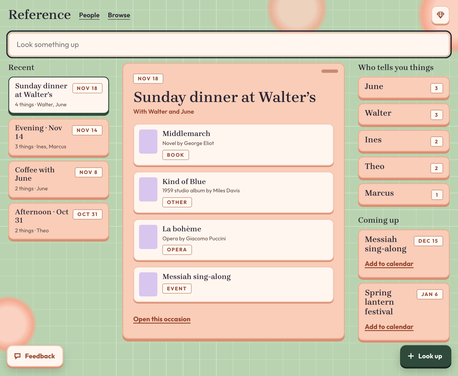 Reference
People
Browse
Look something up
Recent
Sunday dinner
at Walter's
NOV 18
4 things · Walter, June
Evening · Nov
14
NOV 14
3 things · Ines, Marcus
Coffee with
June
NOV 8
2 things · June
Afternoon · Oct
31
OCT 31
2 things · Theo
NOV 18
Sunday dinner at Walter's
With Walter and June
Middlemarch
Novel by George Eliot
BOOK
Kind of Blue
1959 studio album by Miles Davis
OTHER
La bohème
Opera by Giacomo Puccini
OPERA
Messiah sing-along
EVENT
Open this occasion
Who tells you things
June
3
Walter
3
Ines
2
Theo
2
Marcus
1
Coming up
Messiah
sing-along
DEC 15
Add to calendar
Spring
lantern
festival
JAN 6
Add to calendar
Feedback
+ Look up